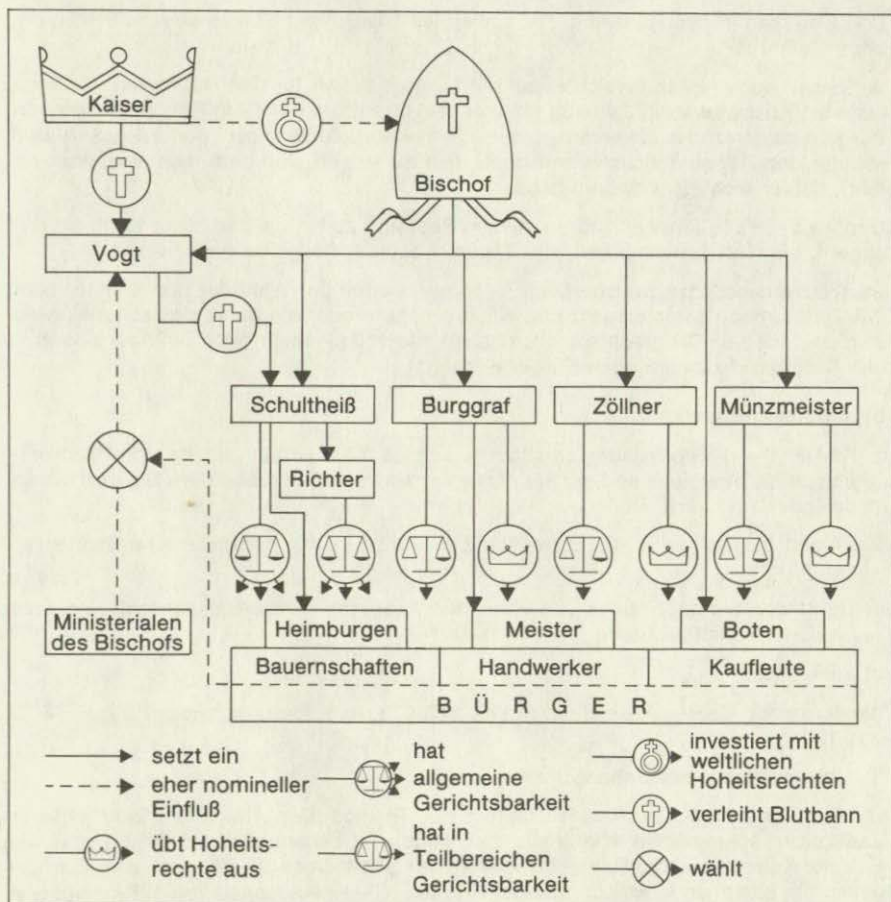 Kaiser
Bischof
Vogt
Schultheiß
Burggraf
Zöllner
Münzmeister
Richter
Ministerialen
des Bischofs
Heimburgen
Meister
Boten
Bauernschaften
Handwerker
Kaufleute
BÜRGER
setzt ein
eher nomineller
Einfluß
übt Hoheits-
rechte aus
hat
allgemeine
Gerichtsbarkeit
hat in
Teilbereichen
Gerichtsbarkeit
investiert mit
weltlichen
Hoheitsrechten
verleiht Blutbann
wählt